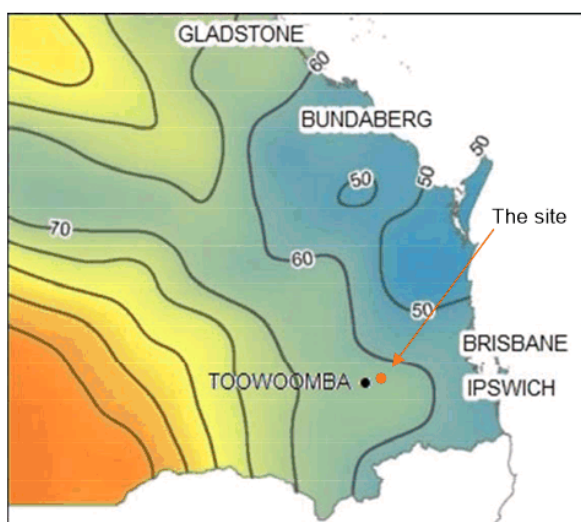 GLADSTONE
60
BUNDABERG
50
50
50
The site
70
60
50
BRISBANE
TOOWOOMBA
IPSWICH